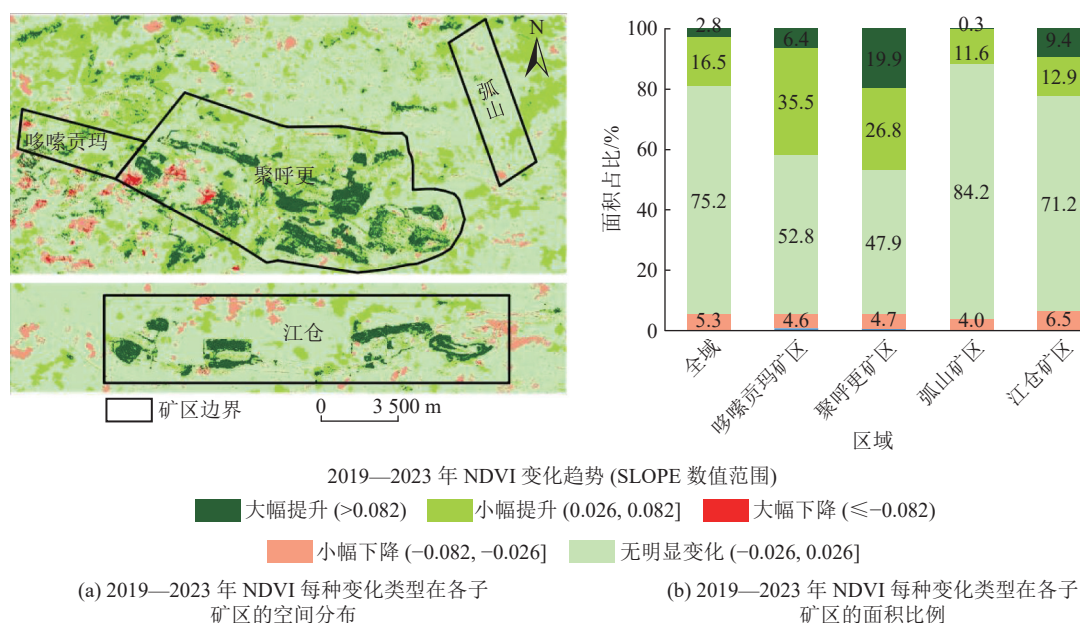 N
弧山
哆嗦贡玛
聚呼更
江仓
矿区边界
0 3 500 m
面积占比/%
100
80
60
40
20
0
2.8
16.5
75.2
5.3
6.4
35.5
52.8
4.6
19.9
26.8
47.9
4.7
0.3
11.6
84.2
4.0
9.4
12.9
71.2
6.5
全域
哆嗦贡玛矿区
聚呼更矿区
弧山矿区
江仓矿区
区域
2019—2023 年 NDVI 变化趋势 (SLOPE 数值范围)
大幅提升 (>0.082) 小幅提升 (0.026, 0.082] 大幅下降 (≤−0.082)
小幅下降 (−0.082, −0.026] 无明显变化 (−0.026, 0.026]
(a) 2019—2023 年 NDVI 每种变化类型在各子
矿区的空间分布
(b) 2019—2023 年 NDVI 每种变化类型在各子
矿区的面积比例